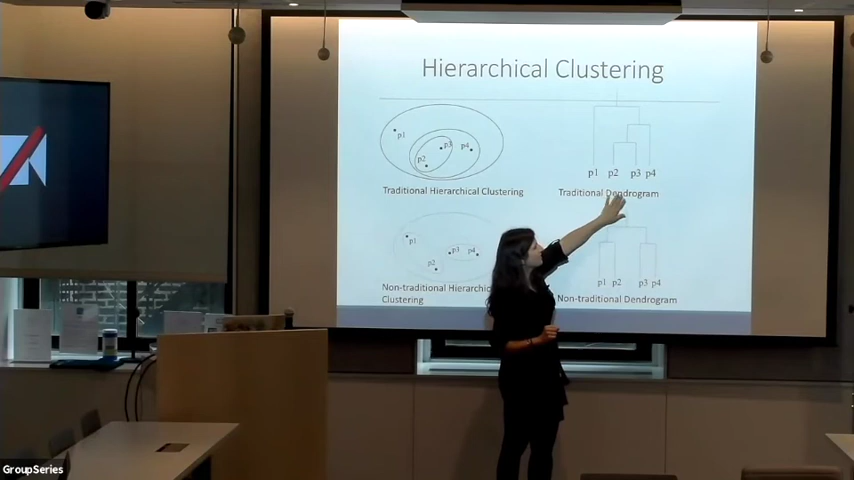 Hierarchical Clustering
p1
p3
p4
p2
p1 p2 p3 p4
Traditional Hierarchical Clustering
Traditional Dendrogram
p1
p3 p4
p2
p1 p2 p3 p4
Non-traditional Hierarchical
Clustering
Non-traditional Dendrogram
GroupSeries